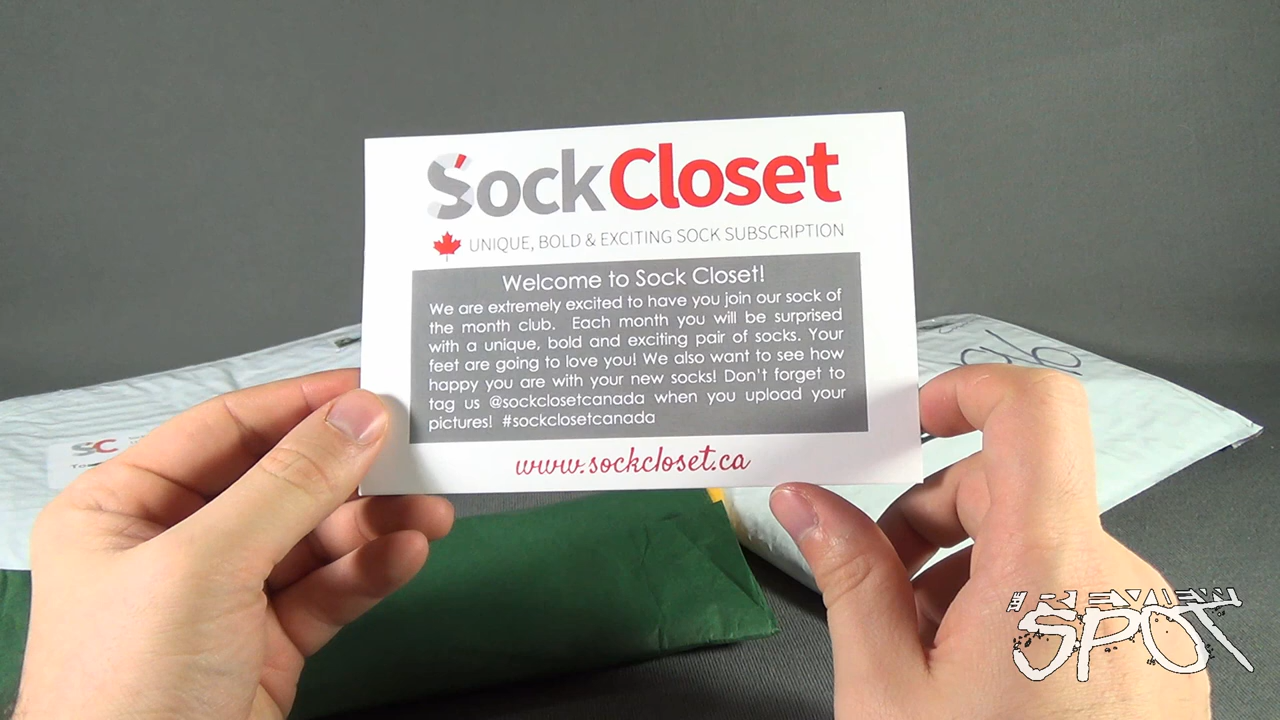 SockCloset
UNIQUE, BOLD & EXCITING SOCK SUBSCRIPTION
Welcome to Sock Closet!
We are extremely excited to have you join our sock of
the month club. Each month you will be surprised
with a unique, bold and exciting pair of socks. Your
feet are going to love you! We also want to see how
happy you are with your new socks! Don't forget to
tag us @sockclosetcanada when you upload your
pictures! #sockclosetcanada
www.sockcloset.ca
SC
THE REVIEW
SPOT